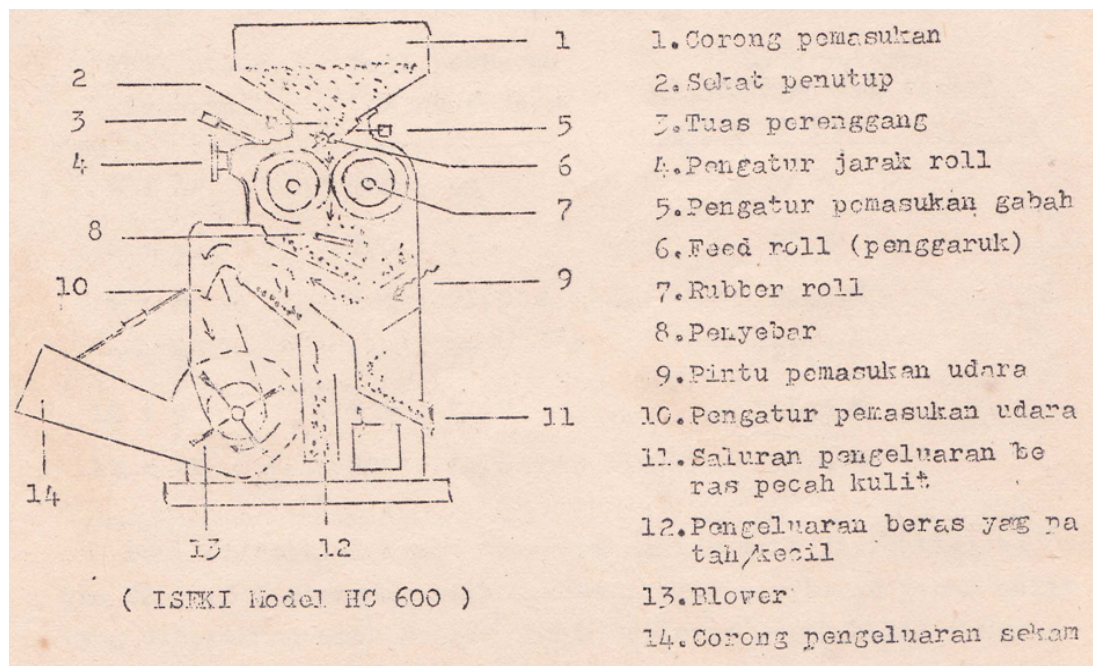 1
2
3
4
5
6
7
8
9
10
11
12
13
14
( ISEKI Model HC 600 )
1.Corong pemasukan
2.Sekat penutup
3.Tuas perenggang
4.Pengatur jarak roll
5.Pengatur pemasukan gabah
6.Feed roll (penggaruk)
7.Rubber roll
8.Penyebar
9.Pintu pemasukan udara
10.Pengatur pemasukan udara
11.Saluran pengeluaran be
ras pecah kulit
12.Pengeluaran beras yag pa
tah/kecil
13.Blower
14.Corong pengeluaran sekam